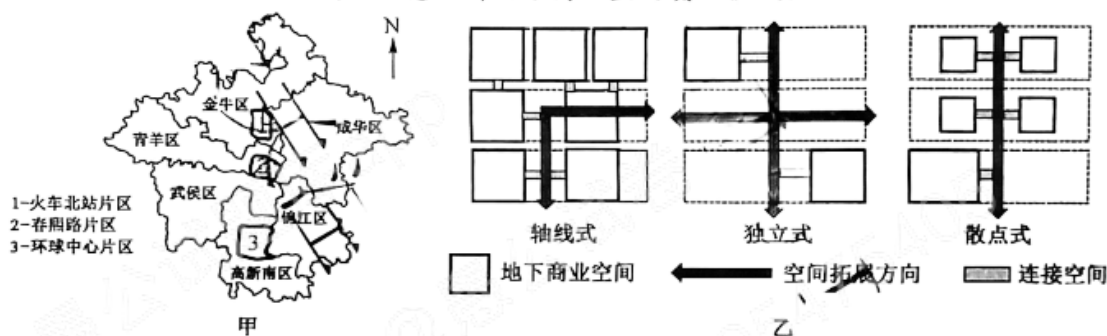 N
金牛区
成华区
青羊区
武侯区
锦江区
1-火车北站片区
2-春熙路片区
3-环球中心片区
3
高新南区
甲
轴线式
独立式
散点式
地下商业空间
空间拓展方向
连接空间
乙